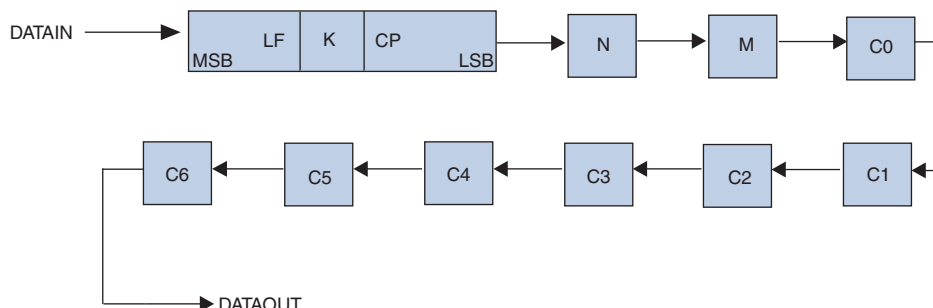 DATAIN
LF K CP
MSB LSB
N
M
C0
C6
C5
C4
C3
C2
C1
DATAOUT